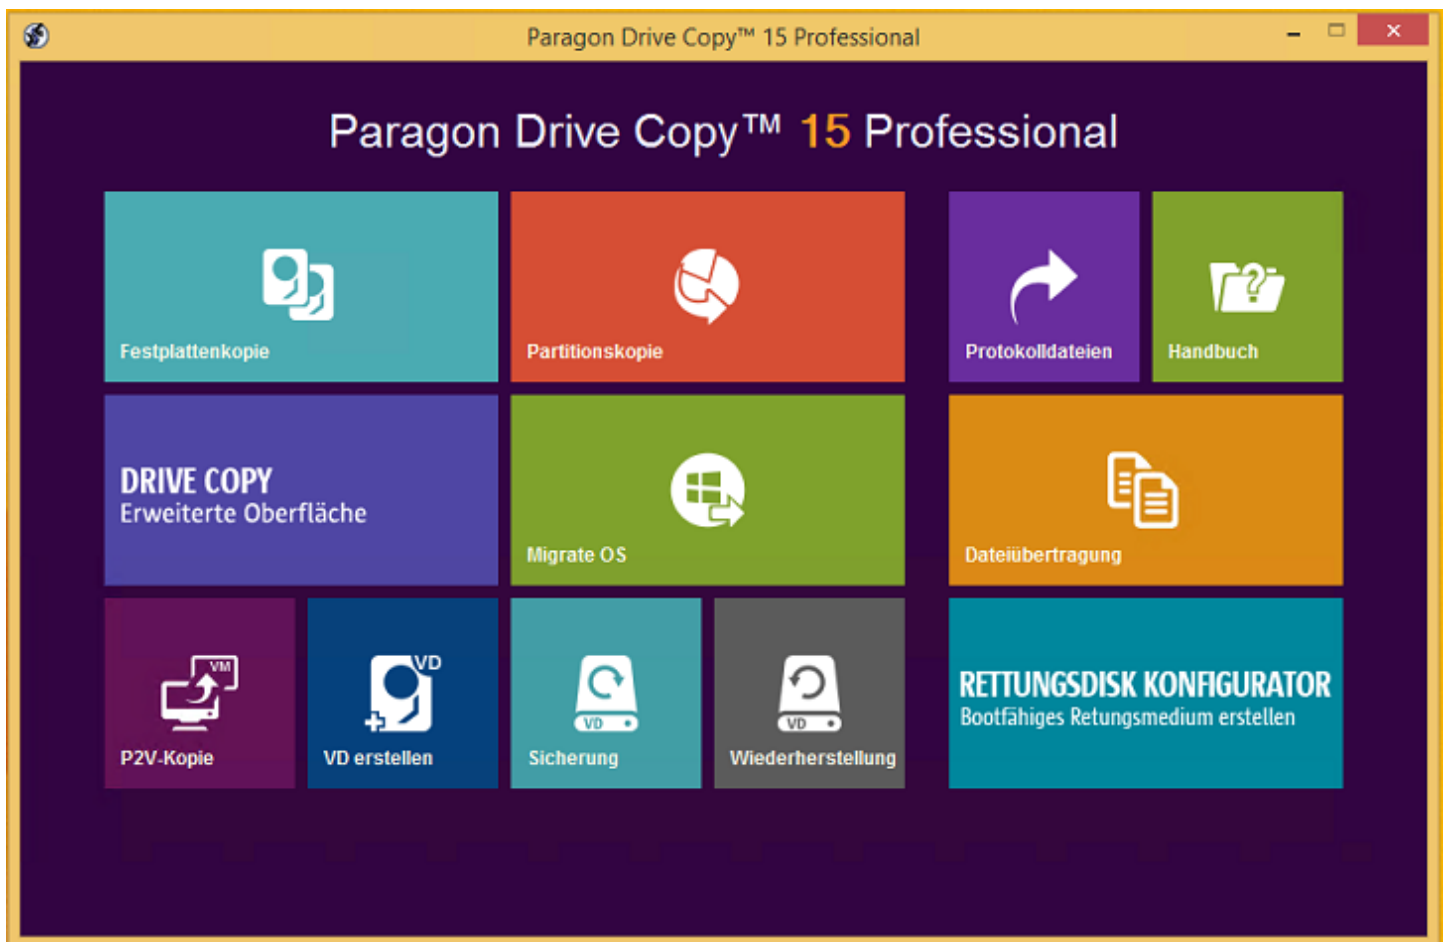 Paragon Drive Copy™ 15 Professional
Paragon Drive Copy™ 15 Professional
Festplattenkopie
Partitionskopie
Protokolldateien
Handbuch
DRIVE COPY
Erweiterte Oberfläche
Migrate OS
Dateiübertragung
VM
P2V-Kopie
VD
VD erstellen
VD
Sicherung
VD
Wiederherstellung
RETTUNGSDISK KONFIGURATOR
Bootfähiges Retungsmedium erstellen